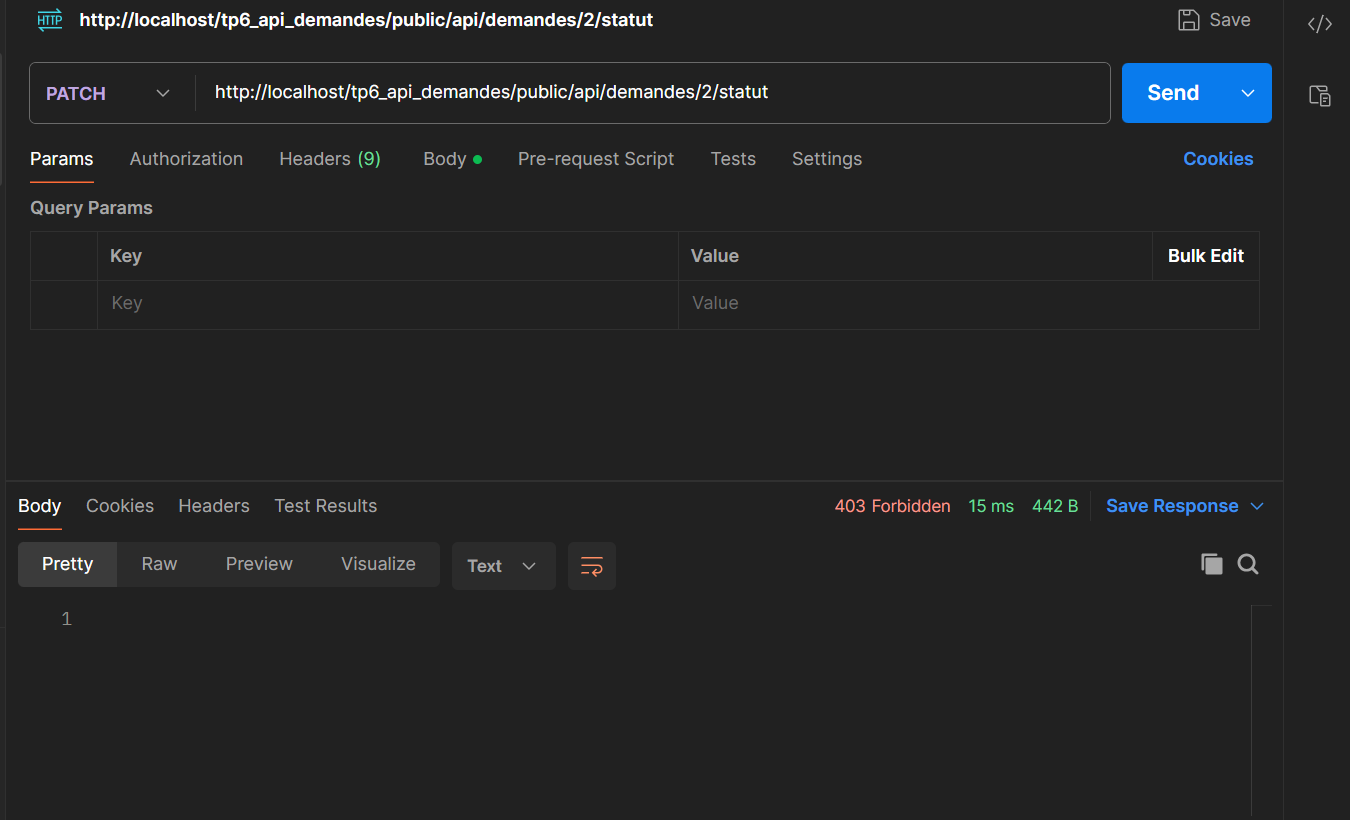 HTTP http://localhost/tp6_api_demandes/public/api/demandes/2/statut Save
PATCH http://localhost/tp6_api_demandes/public/api/demandes/2/statut Send
Params Authorization Headers (9) Body Pre-request Script Tests Settings Cookies
Query Params
Key Value Bulk Edit
Key Value
Body Cookies Headers Test Results 403 Forbidden 15 ms 442 B Save Response
Pretty Raw Preview Visualize Text
1